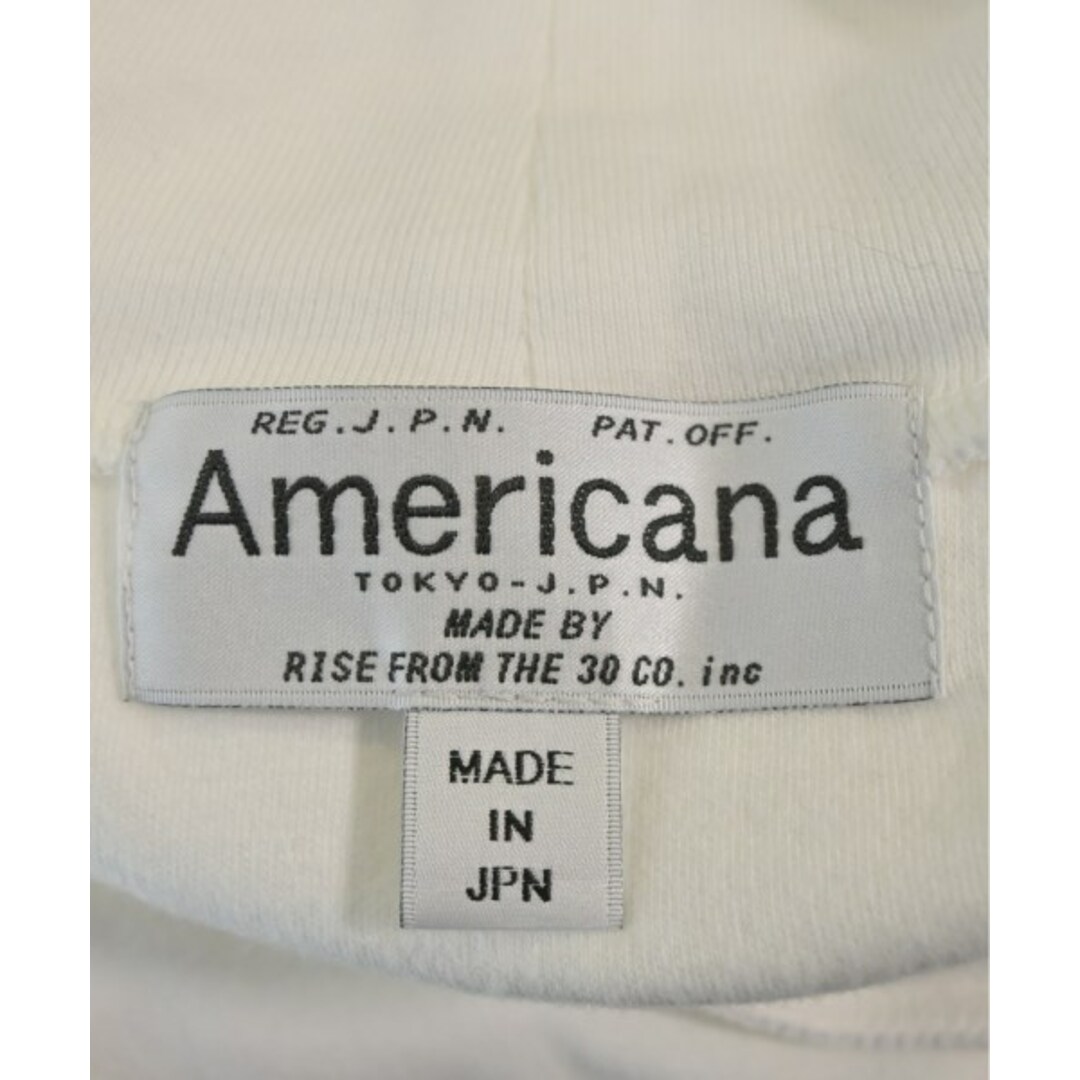 REG.J.P.N. PAT.OFF.
Americana
TOKYO-J.P.N.
MADE BY
RISE FROM THE 30 CO. inc
MADE
IN
JPN